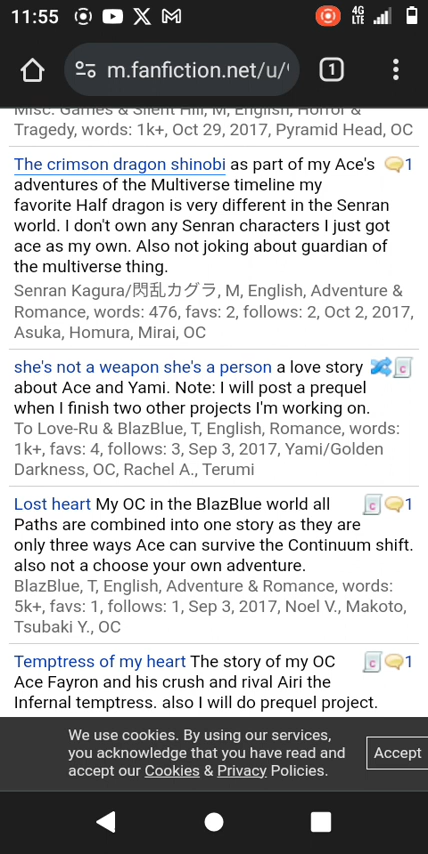 11:55
4G
LTE
m.fanfiction.net/u/
1
Misc. Games & Silent Hill, M, English, Horror &
Tragedy, words: 1k+, Oct 29, 2017, Pyramid Head, OC
The crimson dragon shinobi as part of my Ace's 1
adventures of the Multiverse timeline my
favorite Half dragon is very different in the Senran
world. I don't own any Senran characters I just got
ace as my own. Also not joking about guardian of
the multiverse thing.
Senran Kagura/閃乱カグラ, M, English, Adventure &
Romance, words: 476, favs: 2, follows: 2, Oct 2, 2017,
Asuka, Homura, Mirai, OC
she's not a weapon she's a person a love story c
about Ace and Yami. Note: I will post a prequel
when I finish two other projects I'm working on.
To Love-Ru & BlazBlue, T, English, Romance, words:
1k+, favs: 4, follows: 3, Sep 3, 2017, Yami/Golden
Darkness, OC, Rachel A., Terumi
Lost heart My OC in the BlazBlue world all c 1
Paths are combined into one story as they are
only three ways Ace can survive the Continuum shift.
also not a choose your own adventure.
BlazBlue, T, English, Adventure & Romance, words:
5k+, favs: 1, follows: 1, Sep 3, 2017, Noel V., Makoto,
Tsubaki Y., OC
Temptress of my heart The story of my OC c 1
Ace Fayron and his crush and rival Airi the
Infernal temptress. also I will do prequel project.
We use cookies. By using our services,
you acknowledge that you have read and
accept our Cookies & Privacy Policies.
Accept